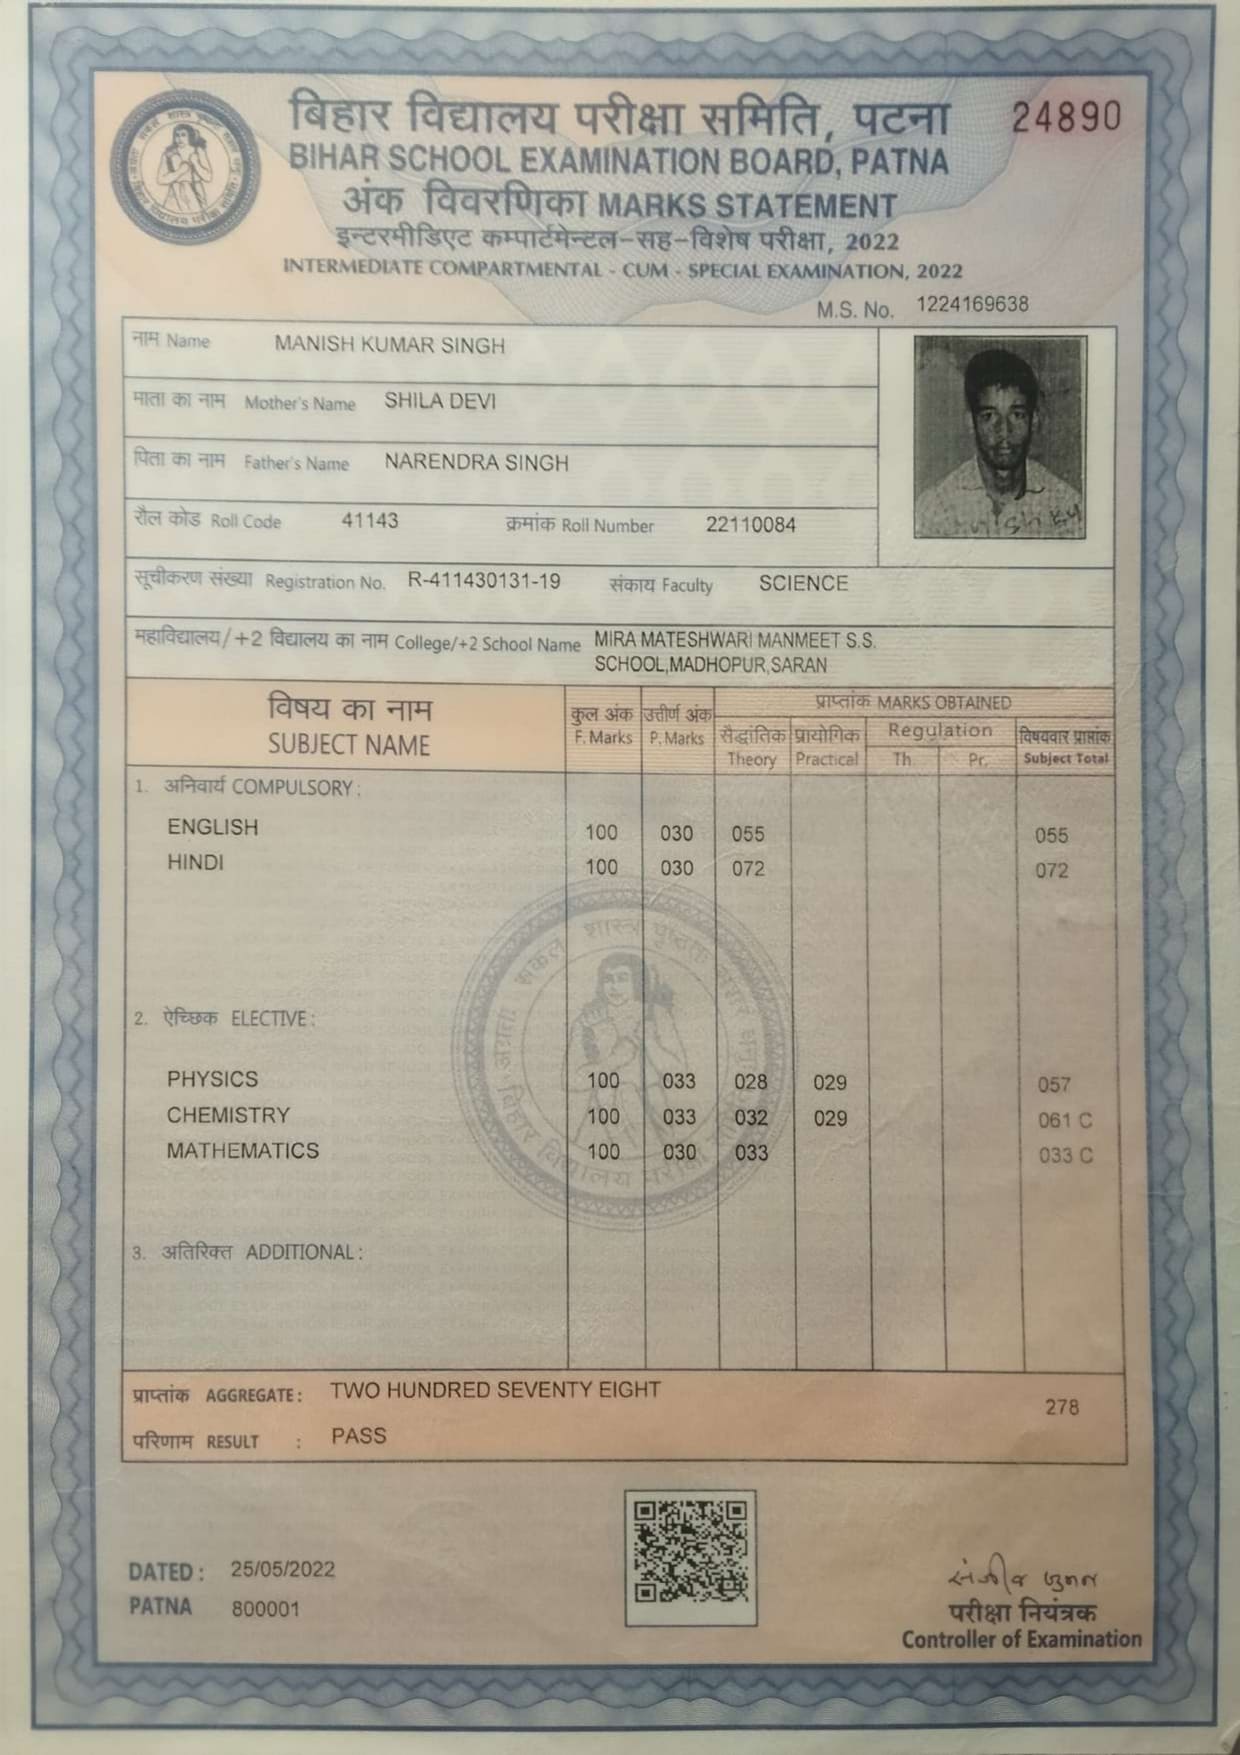 बिहार विद्यालय परीक्षा समिति, पटना 24890
BIHAR SCHOOL EXAMINATION BOARD, PATNA
अंक विवरणिका MARKS STATEMENT
इन्टरमीडिएट कम्पार्टमेन्टल-सह-विशेष परीक्षा, 2022
INTERMEDIATE COMPARTMENTAL - CUM - SPECIAL EXAMINATION, 2022
M.S. No. 1224169638
नाम Name MANISH KUMAR SINGH
माता का नाम Mother's Name SHILA DEVI
पिता का नाम Father's Name NARENDRA SINGH
रौल कोड Roll Code 41143 क्रमांक Roll Number 22110084
सूचीकरण संख्या Registration No. R-411430131-19 संकाय Faculty SCIENCE
महाविद्यालय/+2 विद्यालय का नाम College/+2 School Name MIRA MATESHWARI MANMEET S.S.
SCHOOL,MADHOPUR,SARAN
विषय का नाम कुल अंक उत्तीर्ण अंक प्राप्तांक MARKS OBTAINED
SUBJECT NAME F. Marks P. Marks सैद्धांतिक प्रायोगिक Regulation विषयवार प्राप्तांक
Theory Practical Th. Pr. Subject Total
1. अनिवार्य COMPULSORY :
ENGLISH 100 030 055 055
HINDI 100 030 072 072
2. ऐच्छिक ELECTIVE :
PHYSICS 100 033 028 029 057
CHEMISTRY 100 033 032 029 061 C
MATHEMATICS 100 030 033 033 C
3. अतिरिक्त ADDITIONAL :
प्राप्तांक AGGREGATE : TWO HUNDRED SEVENTY EIGHT 278
परिणाम RESULT : PASS
DATED : 25/05/2022
PATNA 800001
परीक्षा नियंत्रक
Controller of Examination